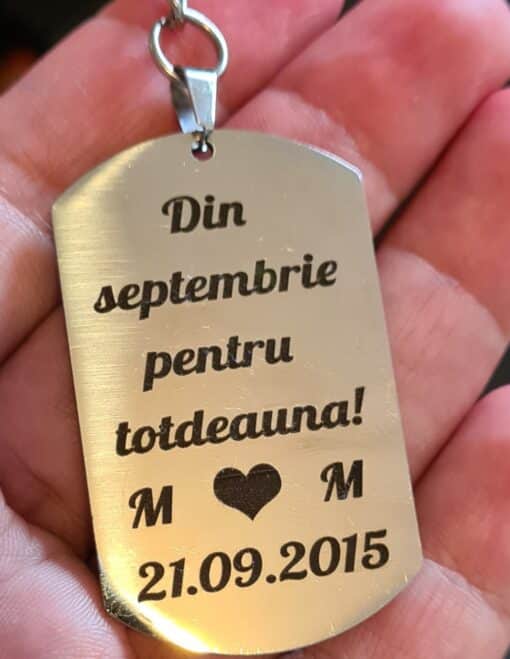 Din
septembrie
pentru
totdeauna!
M ♥ M
21.09.2015